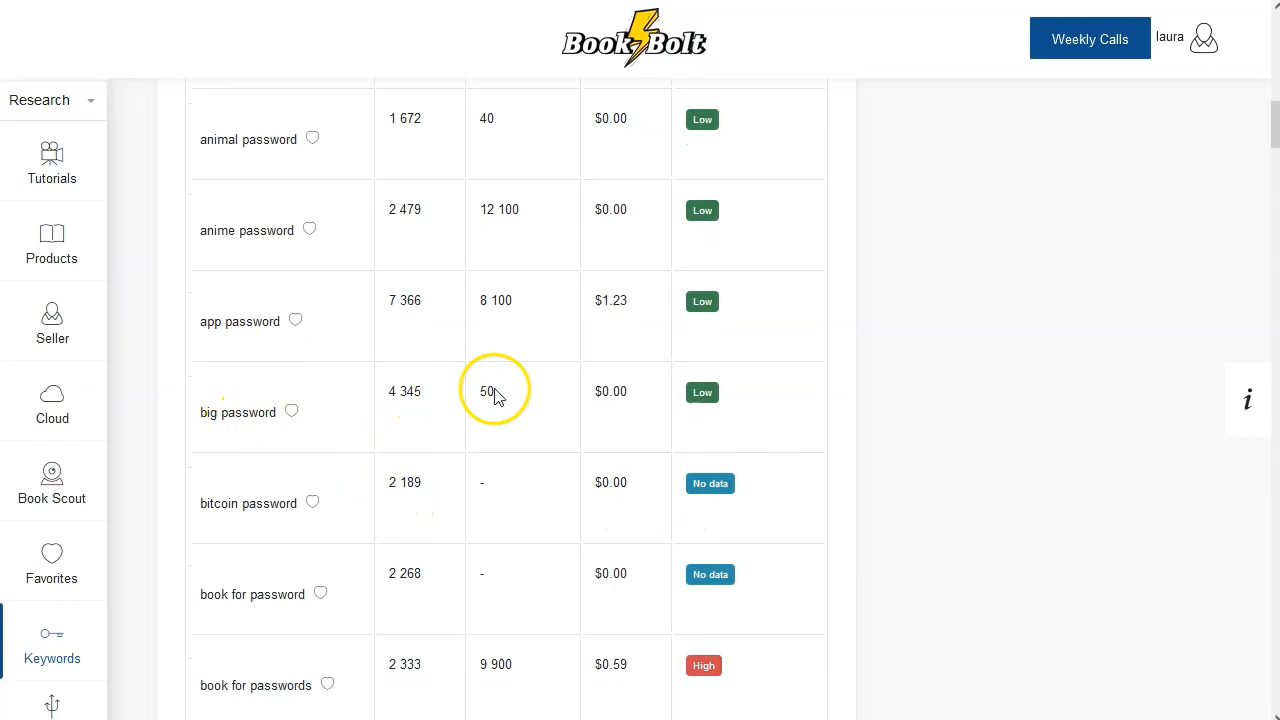 Book Bolt
Weekly Calls
laura
Research
Tutorials
Products
Seller
Cloud
Book Scout
Favorites
Keywords
animal password 1 672 40 $0.00 Low
anime password 2 479 12 100 $0.00 Low
app password 7 366 8 100 $1.23 Low
big password 4 345 50 $0.00 Low
bitcoin password 2 189 - $0.00 No data
book for password 2 268 - $0.00 No data
book for passwords 2 333 9 900 $0.59 High
i